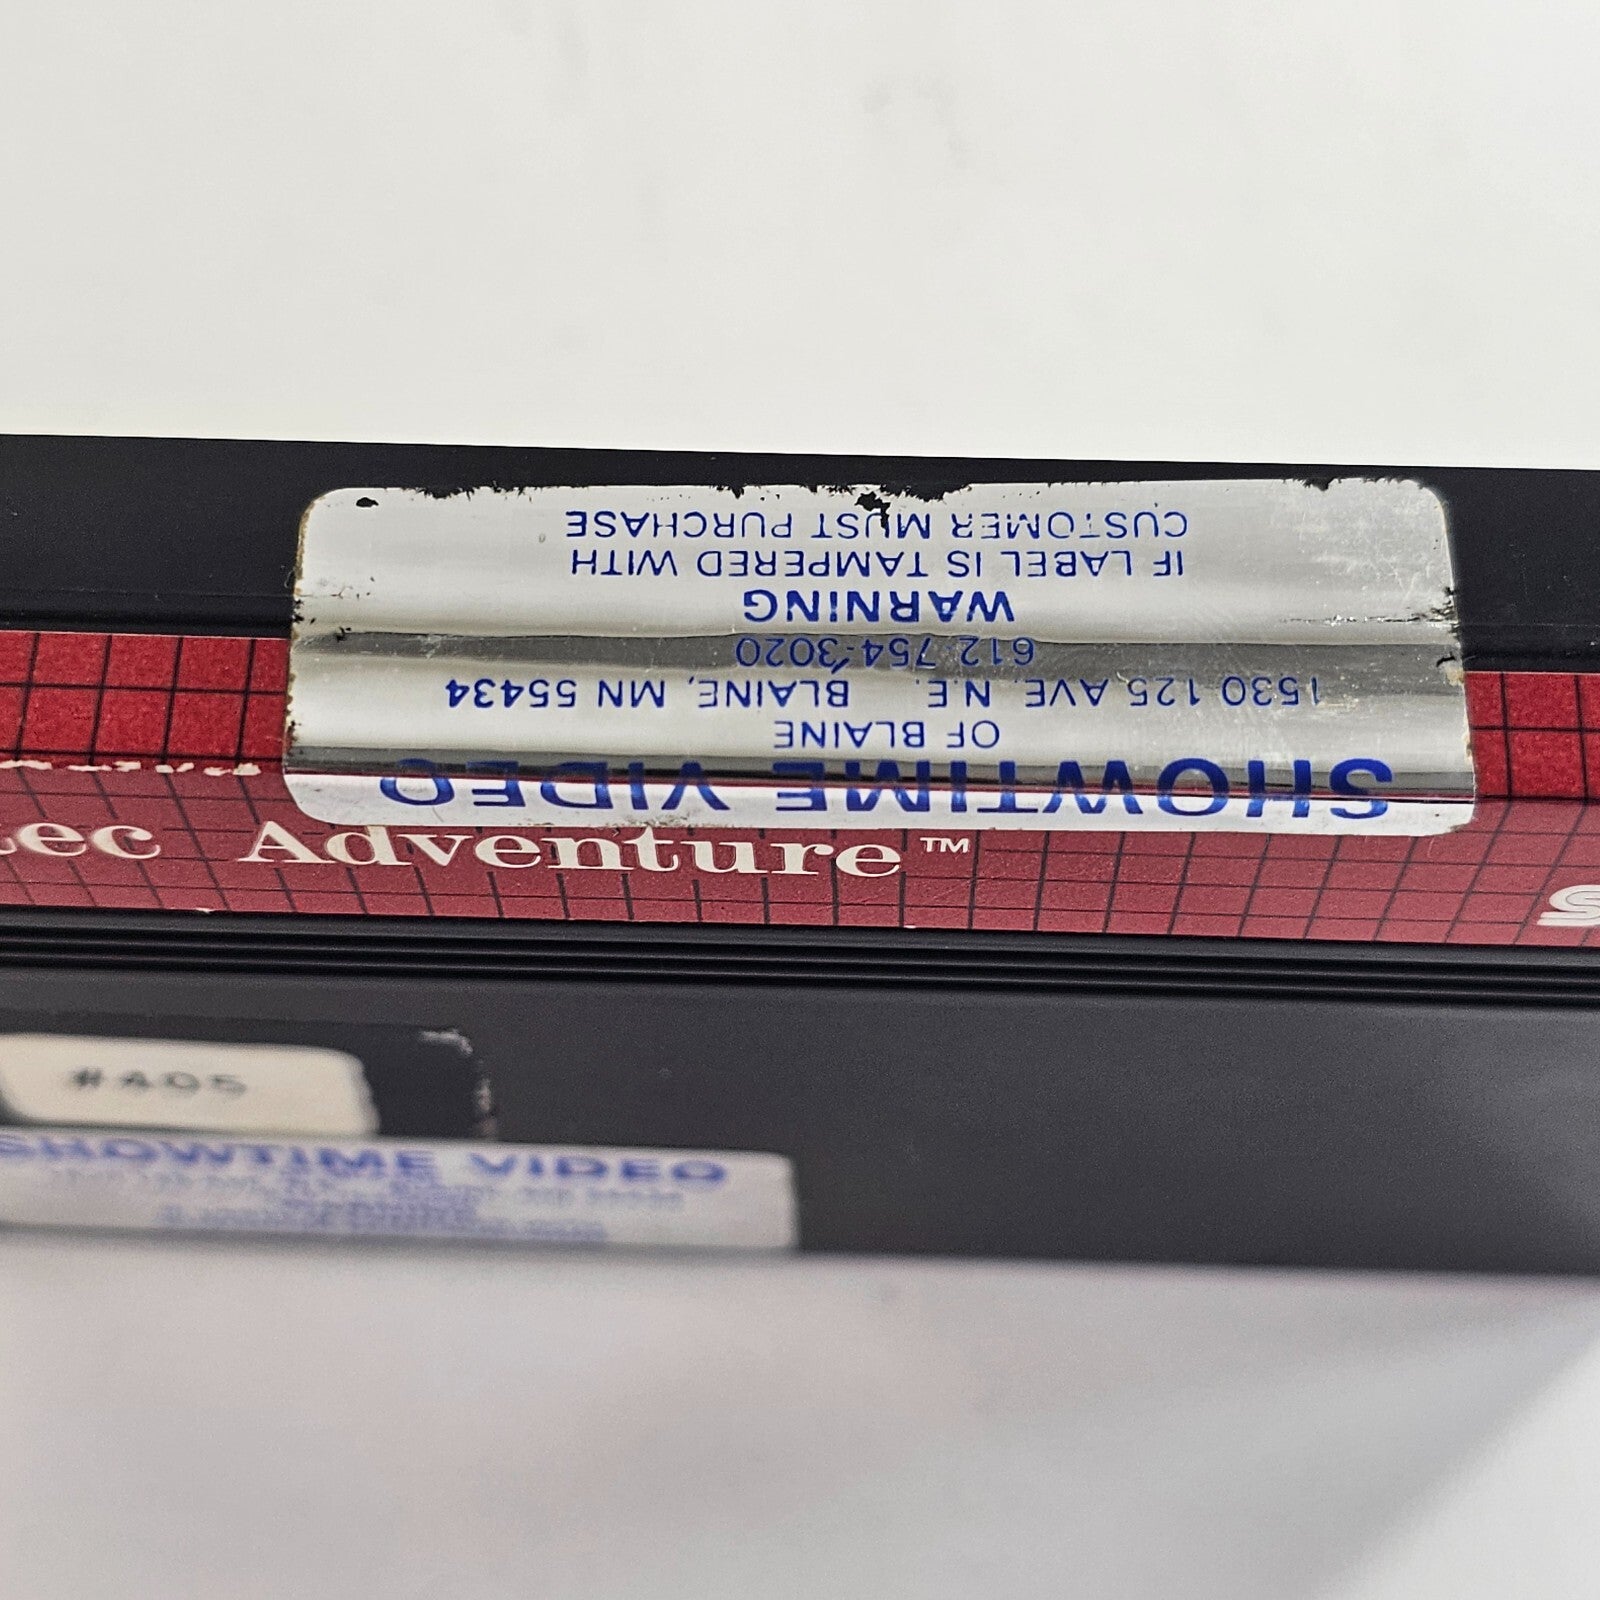 SHOWTIME VIDEO
OF BLAINE
1530 125 AVE. N.E. BLAINE, MN 55434
612-754-3020
WARNING
IF LABEL IS TAMPERED WITH
CUSTOMER MUST PURCHASE
Adventure™
#405
SHOWTIME VIDEO